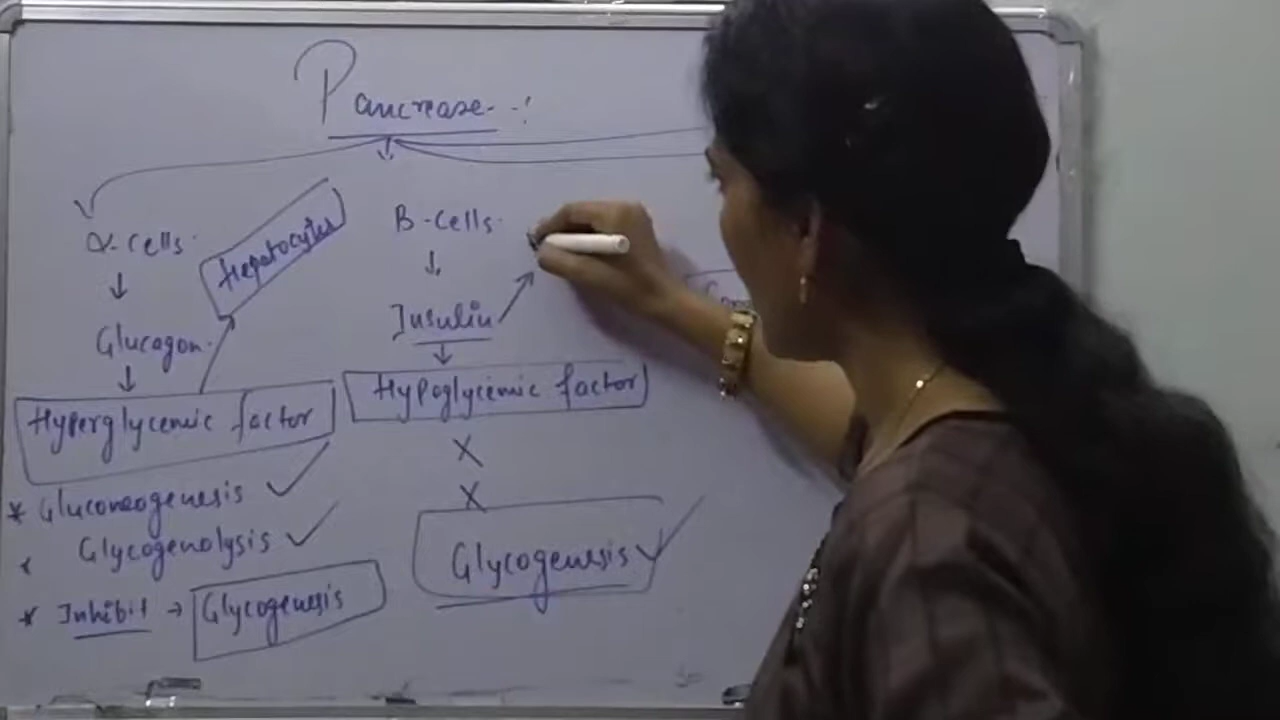 Pancrease - :
α-cells
Hepatocytes
B-cells
Glucagon
Insulin
Hyperglycemic factor
Hypoglycemic factor
X
X
* Gluconeogenesis ✓
Glycogenolysis ✓
Glycogenesis ✓
* Inhibit → Glycogenesis